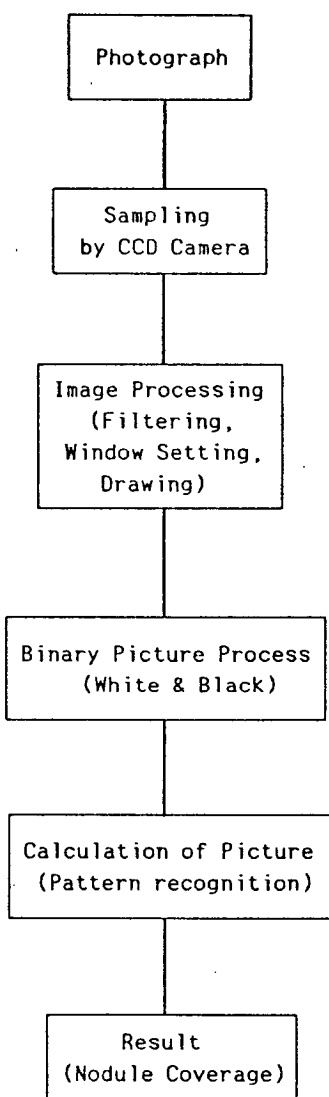 Photograph
Sampling
by CCD Camera
Image Processing
(Filtering,
Window Setting,
Drawing)
Binary Picture Process
(White & Black)
Calculation of Picture
(Pattern recognition)
Result
(Nodule Coverage)